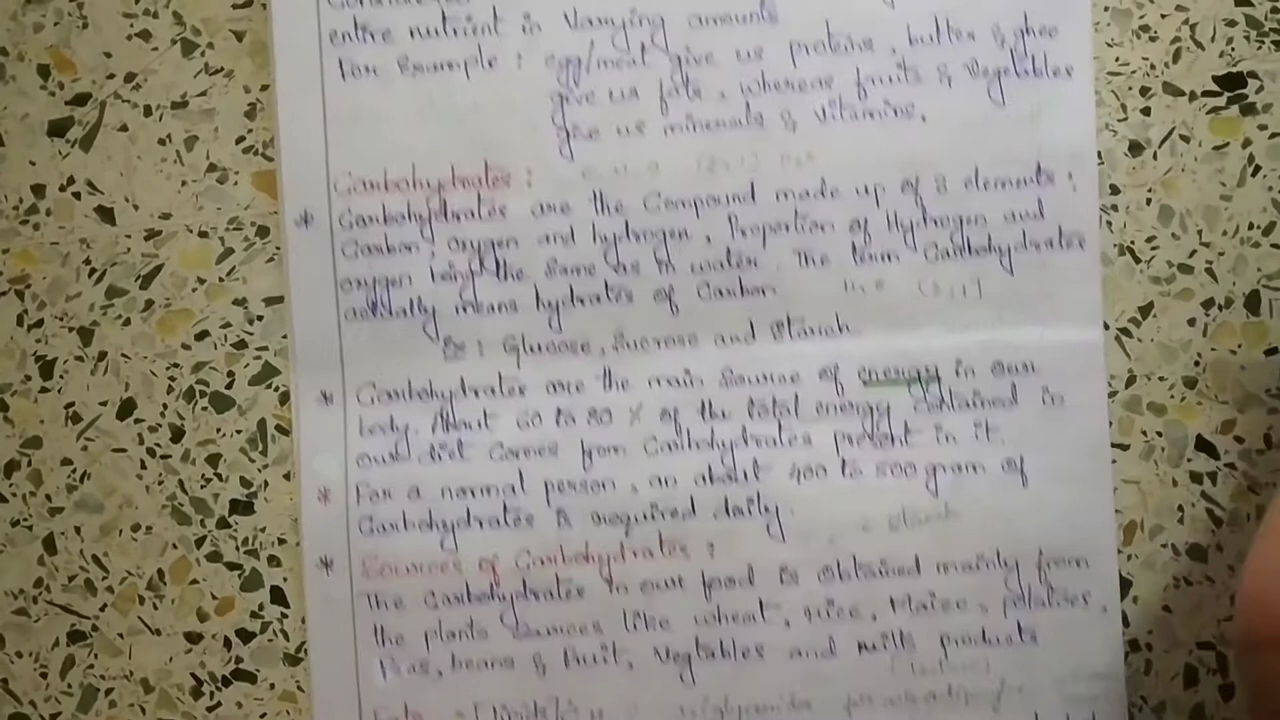 entire nutrient in Varying amounts
For Example : egg/meat give us proteins, butter & ghee
give us fats, whereas fruits & Vegetables
give us minerals & Vitamins.
Carbohydrates :
* Carbohydrates are the Compound made up of 3 elements :
Carbon, oxygen and hydrogen, Proportion of Hydrogen and
oxygen being the same as in water. The term Carbohydrates
actually means hydrates of Carbon.
Ex : Glucose, Sucrose and Starch
* Carbohydrates are the main source of energy in our
body. About 60 to 80 % of the total energy contained in
our diet comes from Carbohydrates present in it.
* For a normal person, an about 400 to 500 gram of
Carbohydrates is required daily.
* Sources of Carbohydrates :
The Carbohydrates in our food is obtained mainly from
the plants sources like wheat, rice, Maize, potatoes,
Peas, beans & Fruit, Vegtables and milk products